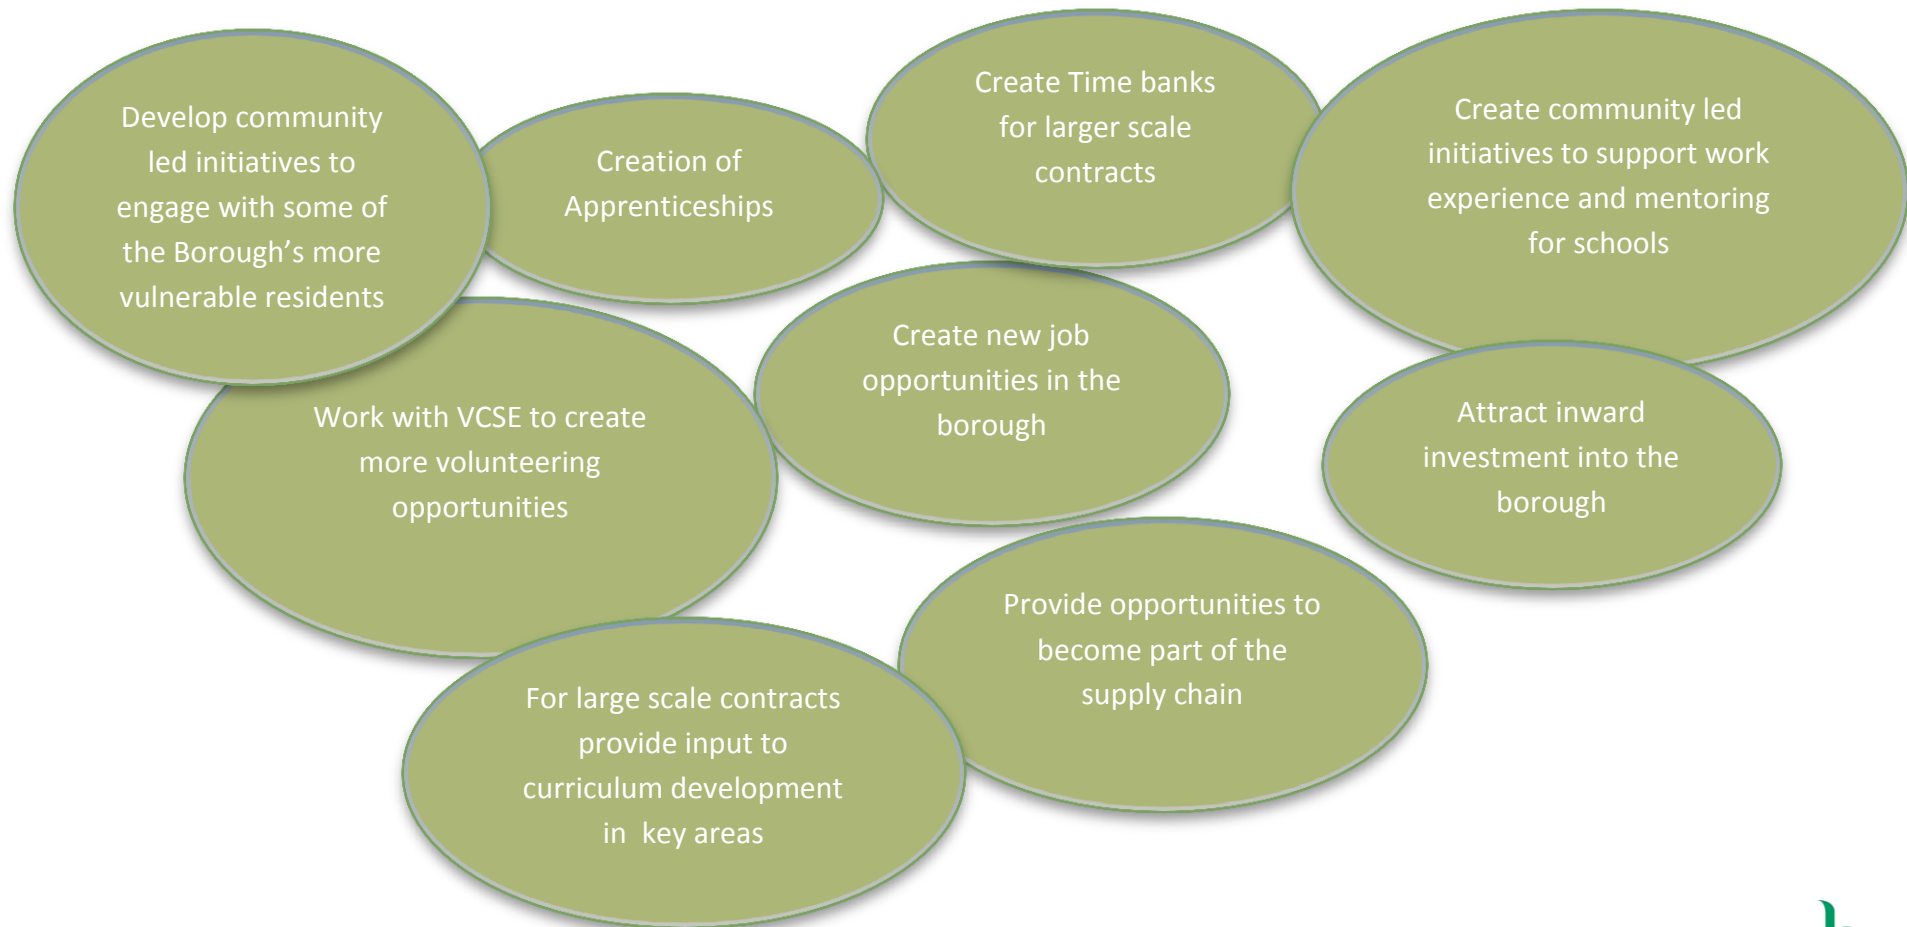 Develop community
led initiatives to
engage with some of
the Borough’s more
vulnerable residents
Creation of
Apprenticeships
Create Time banks
for larger scale
contracts
Create community led
initiatives to support work
experience and mentoring
for schools
Work with VCSE to create
more volunteering
opportunities
Create new job
opportunities in the
borough
Attract inward
investment into the
borough
For large scale contracts
provide input to
curriculum development
in  key areas
Provide opportunities to
become part of the
supply chain